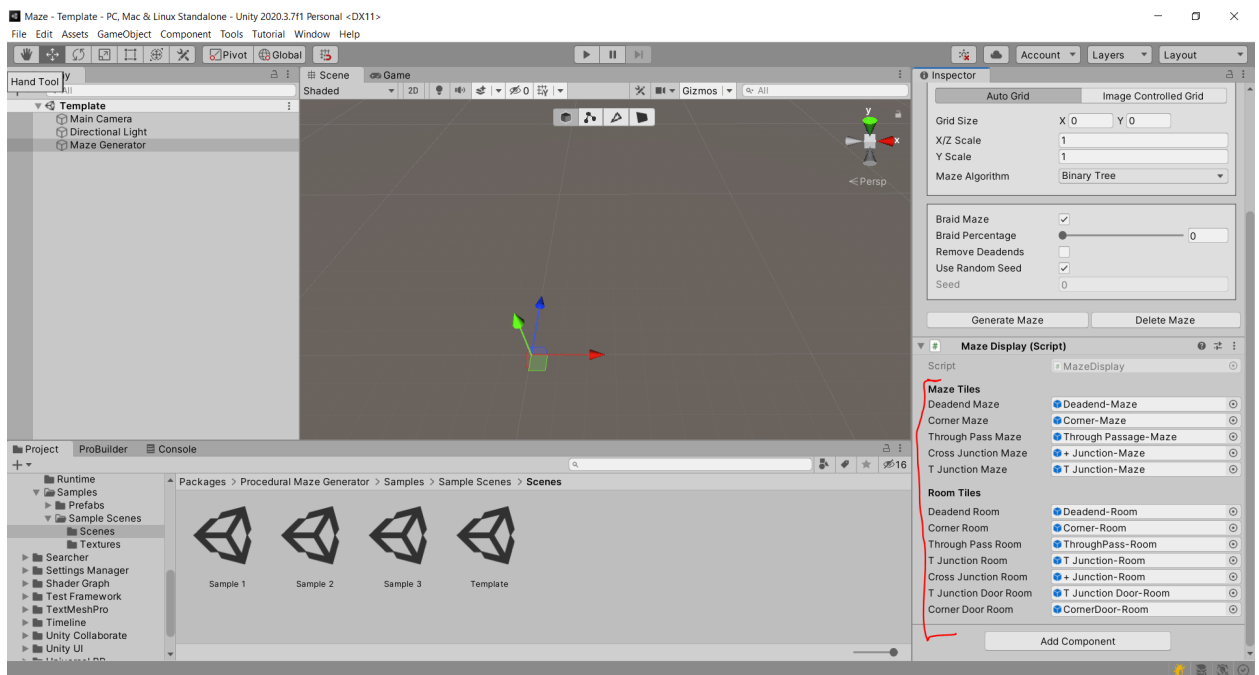 Maze - Template - PC, Mac & Linux Standalone - Unity 2020.3.7f1 Personal <DX11>
File Edit Assets GameObject Component Tools Tutorial Window Help
Pivot Global Account Layers Layout
Hand Tool
All
Template
Main Camera
Directional Light
Maze Generator
Scene Game
Shaded 2D 0 Gizmos All
y
x
Persp
Inspector
Auto Grid Image Controlled Grid
Grid Size X 0 Y 0
X/Z Scale 1
Y Scale 1
Maze Algorithm Binary Tree
Braid Maze
Braid Percentage 0
Remove Deadends
Use Random Seed
Seed 0
Generate Maze Delete Maze
# Maze Display (Script)
Script # MazeDisplay
Maze Tiles
Deadend Maze Deadend-Maze
Corner Maze Corner-Maze
Through Pass Maze Through Passage-Maze
Cross Junction Maze + Junction-Maze
T Junction Maze T Junction-Maze
Room Tiles
Deadend Room Deadend-Room
Corner Room Corner-Room
Through Pass Room ThroughPass-Room
T Junction Room T Junction-Room
Cross Junction Room + Junction-Room
T Junction Door Room T Junction Door-Room
Corner Door Room CornerDoor-Room
Add Component
Project ProBuilder Console
16
Runtime
Samples
Prefabs
Sample Scenes
Scenes
Textures
Searcher
Settings Manager
Shader Graph
Test Framework
TextMeshPro
Timeline
Unity Collaborate
Unity UI
Packages > Procedural Maze Generator > Samples > Sample Scenes > Scenes
Sample 1 Sample 2 Sample 3 Template